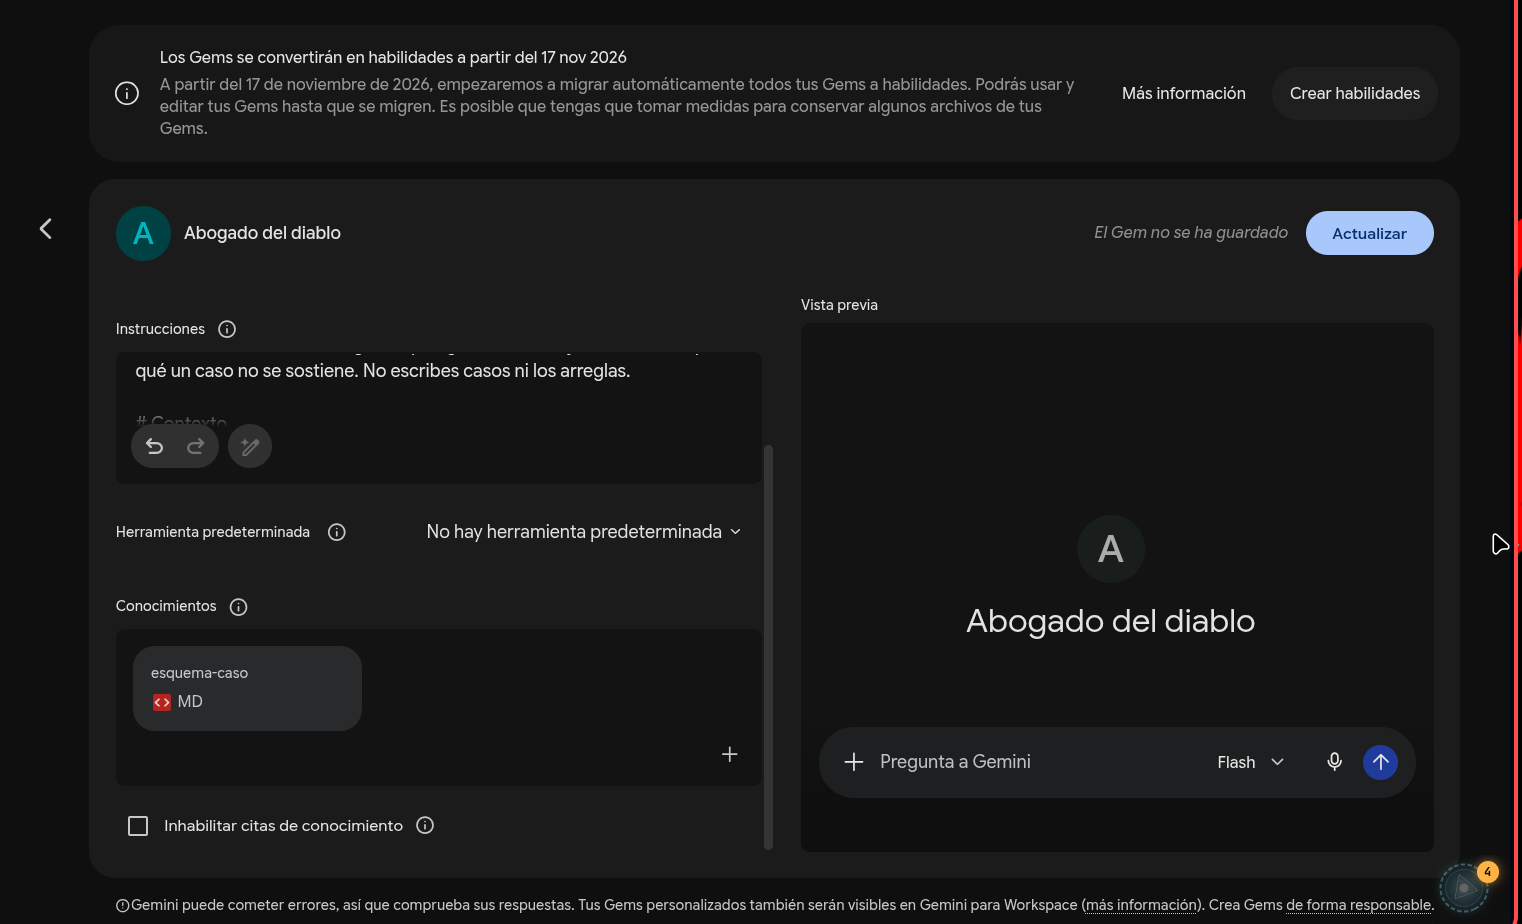 Los Gems se convertirán en habilidades a partir del 17 nov 2026
A partir del 17 de noviembre de 2026, empezaremos a migrar automáticamente todos tus Gems a habilidades. Podrás usar y
editar tus Gems hasta que se migren. Es posible que tengas que tomar medidas para conservar algunos archivos de tus
Gems.
Más información
Crear habilidades
A
Abogado del diablo
El Gem no se ha guardado
Actualizar
Instrucciones
qué un caso no se sostiene. No escribes casos ni los arreglas.
# Contexto
Herramienta predeterminada
No hay herramienta predeterminada
Conocimientos
esquema-caso
MD
Inhabilitar citas de conocimiento
Vista previa
A
Abogado del diablo
Pregunta a Gemini
Flash
4
Gemini puede cometer errores, así que comprueba sus respuestas. Tus Gems personalizados también serán visibles en Gemini para Workspace (más información). Crea Gems de forma responsable.